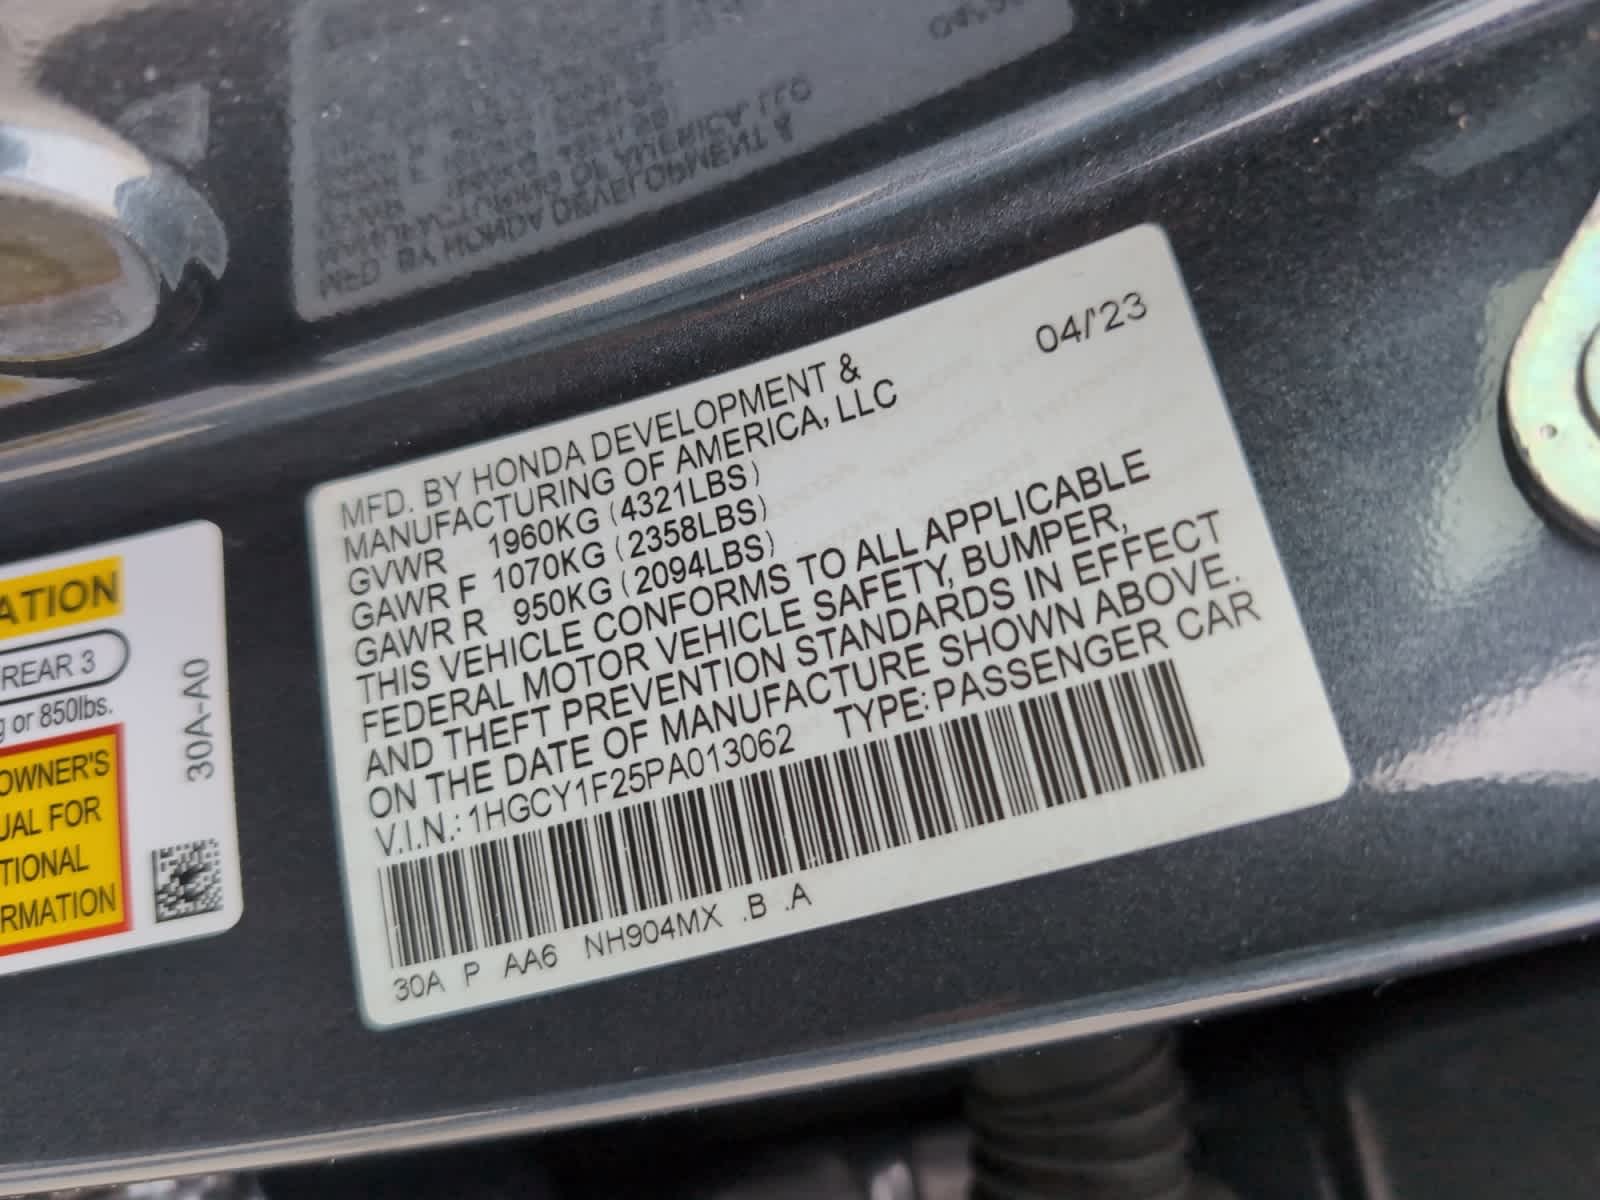 04/'23
MFD. BY HONDA DEVELOPMENT &
MANUFACTURING OF AMERICA, LLC
GVWR 1960KG (4321LBS)
GAWR F 1070KG (2358LBS)
GAWR R 950KG (2094LBS)
THIS VEHICLE CONFORMS TO ALL APPLICABLE
FEDERAL MOTOR VEHICLE SAFETY, BUMPER,
AND THEFT PREVENTION STANDARDS IN EFFECT
ON THE DATE OF MANUFACTURE SHOWN ABOVE.
V.I.N.: 1HGCY1F25PA013062 TYPE: PASSENGER CAR
30A P AA6 NH904MX .B .A
ATION
REAR 3
g or 850lbs.
OWNER'S
UAL FOR
TIONAL
RMATION
30A-A0